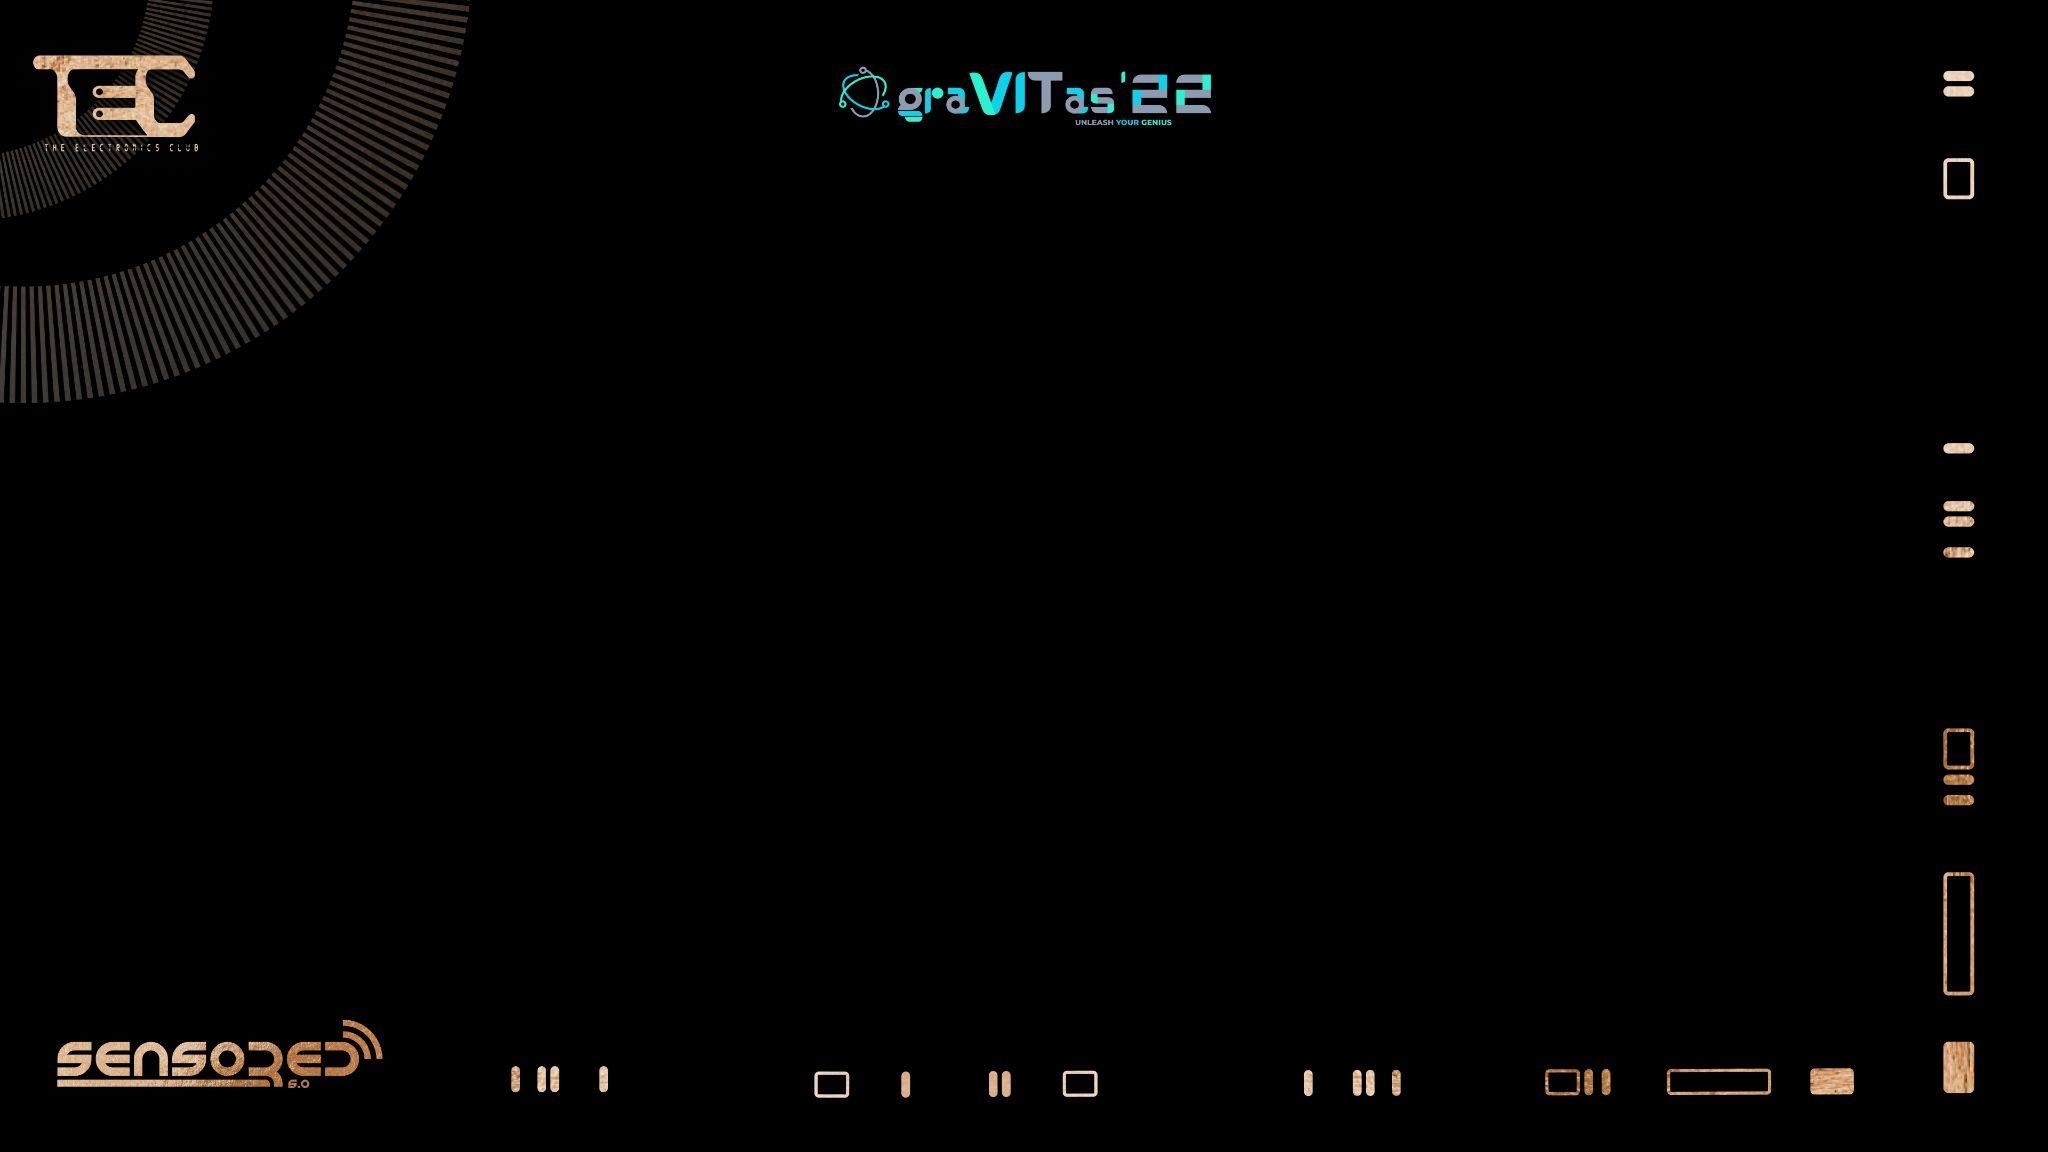 TEC
THE ELECTRONICS CLUB
graVITas'22
UNLEASH YOUR GENIUS
SENSORED
6.0